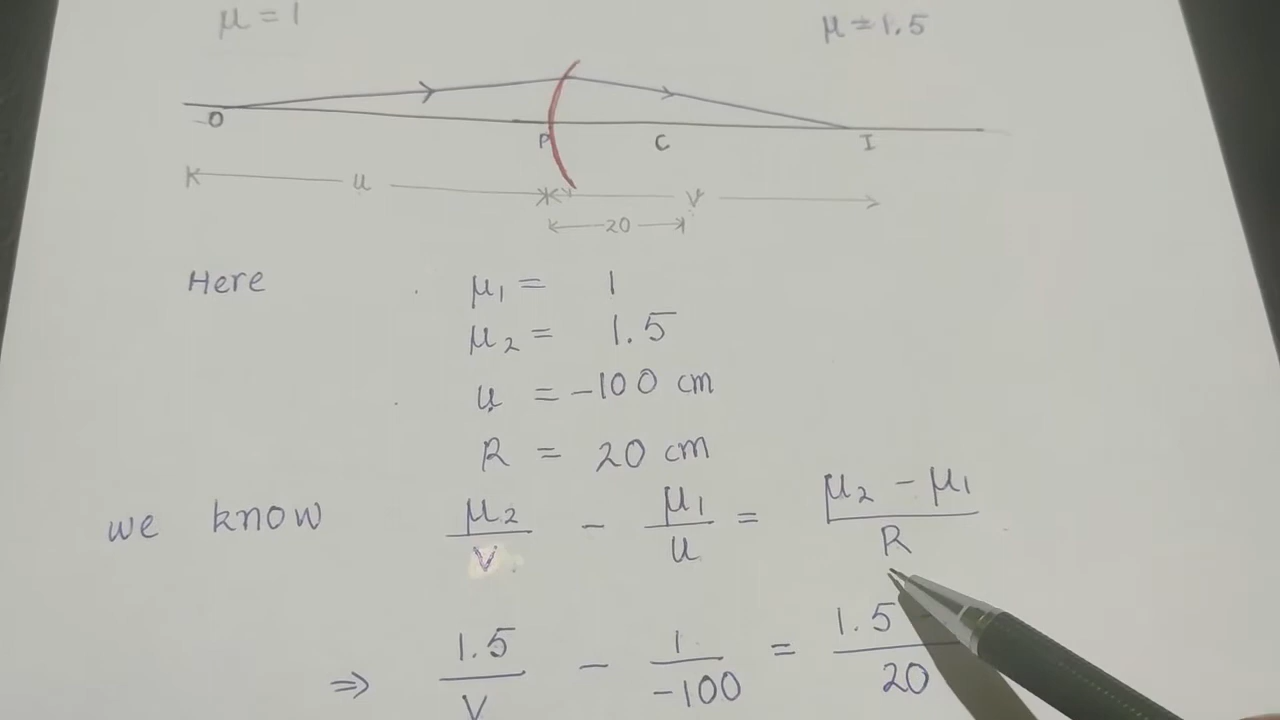 μ = 1 μ = 1.5
O P C I
u v
20
Here μ₁ = 1
μ₂ = 1.5
u = -100 cm
R = 20 cm
we know μ₂/v - μ₁/u = (μ₂ - μ₁)/R
⇒ 1.5/v - 1/-100 = 1.5 -/20